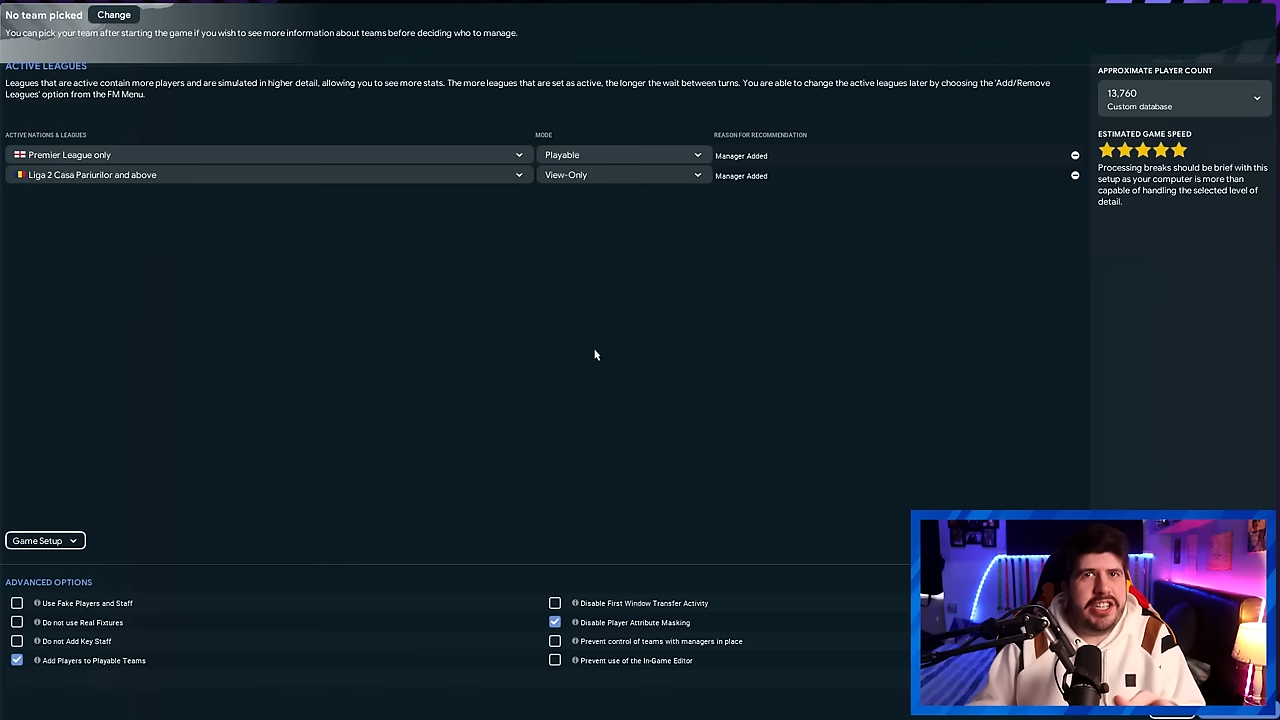 No team picked Change
You can pick your team after starting the game if you wish to see more information about teams before deciding who to manage.
ACTIVE LEAGUES
Leagues that are active contain more players and are simulated in higher detail, allowing you to see more stats. The more leagues that are set as active, the longer the wait between turns. You are able to change the active leagues later by choosing the 'Add/Remove
Leagues' option from the FM Menu.
ACTIVE NATIONS & LEAGUES MODE REASON FOR RECOMMENDATION
Premier League only Playable Manager Added
Liga 2 Casa Pariurilor and above View-Only Manager Added
APPROXIMATE PLAYER COUNT
13,760
Custom database
ESTIMATED GAME SPEED
Processing breaks should be brief with this
setup as your computer is more than
capable of handling the selected level of
detail.
Game Setup
ADVANCED OPTIONS
Use Fake Players and Staff
Do not use Real Fixtures
Do not Add Key Staff
Add Players to Playable Teams
Disable First Window Transfer Activity
Disable Player Attribute Masking
Prevent control of teams with managers in place
Prevent use of the In-Game Editor